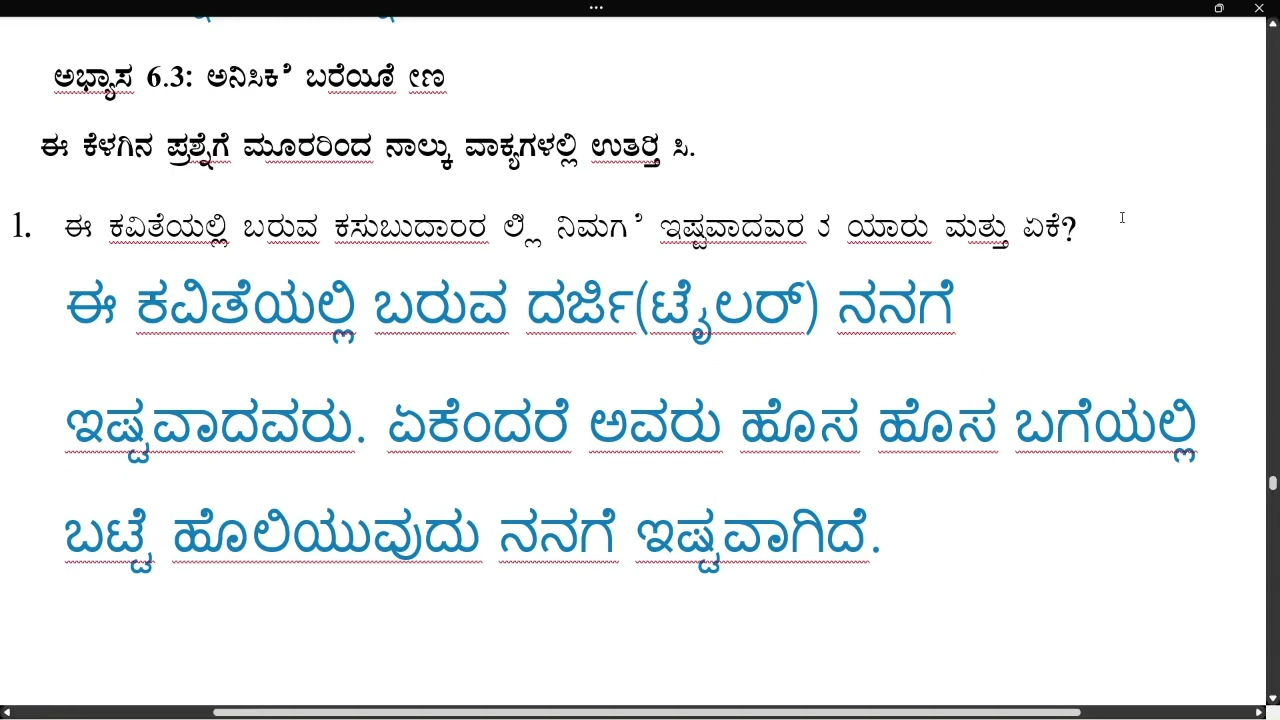 ಅಭ್ಯಾಸ 6.3: ಅನಿಸಿಕೆ ಬರೆಯೋಣ
ಈ ಕೆಳಗಿನ ಪ್ರಶ್ನೆಗೆ ಮೂರರಿಂದ ನಾಲ್ಕು ವಾಕ್ಯಗಳಲ್ಲಿ ಉತ್ತರಿಸಿ.
1. ಈ ಕವಿತೆಯಲ್ಲಿ ಬರುವ ಕಸುಬುದಾರರಲ್ಲಿ ನಿಮಗೆ ಇಷ್ಟವಾದವರು ಯಾರು ಮತ್ತು ಏಕೆ?
ಈ ಕವಿತೆಯಲ್ಲಿ ಬರುವ ದರ್ಜಿ(ಟೈಲರ್) ನನಗೆ
ಇಷ್ಟವಾದವರು. ಏಕೆಂದರೆ ಅವರು ಹೊಸ ಹೊಸ ಬಗೆಯಲ್ಲಿ
ಬಟ್ಟೆ ಹೊಲಿಯುವುದು ನನಗೆ ಇಷ್ಟವಾಗಿದೆ.